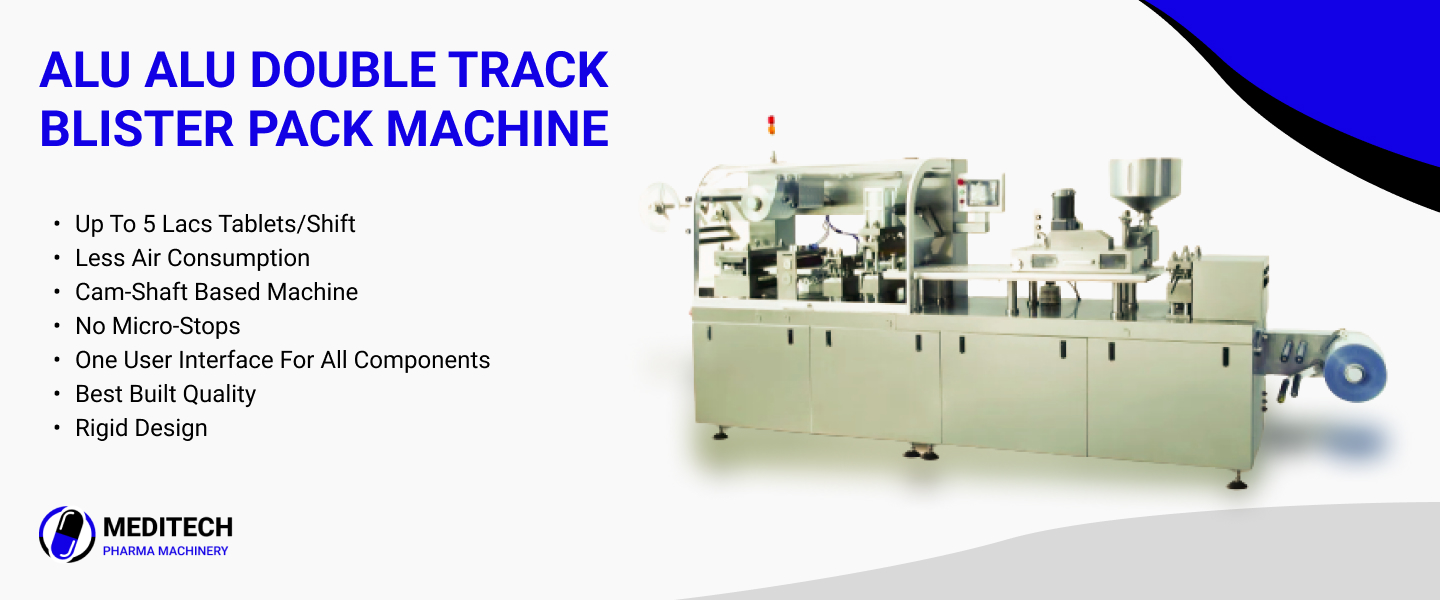 ALU ALU DOUBLE TRACK
BLISTER PACK MACHINE
• Up To 5 Lacs Tablets/Shift
• Less Air Consumption
• Cam-Shaft Based Machine
• No Micro-Stops
• One User Interface For All Components
• Best Built Quality
• Rigid Design
MEDITECH
PHARMA MACHINERY